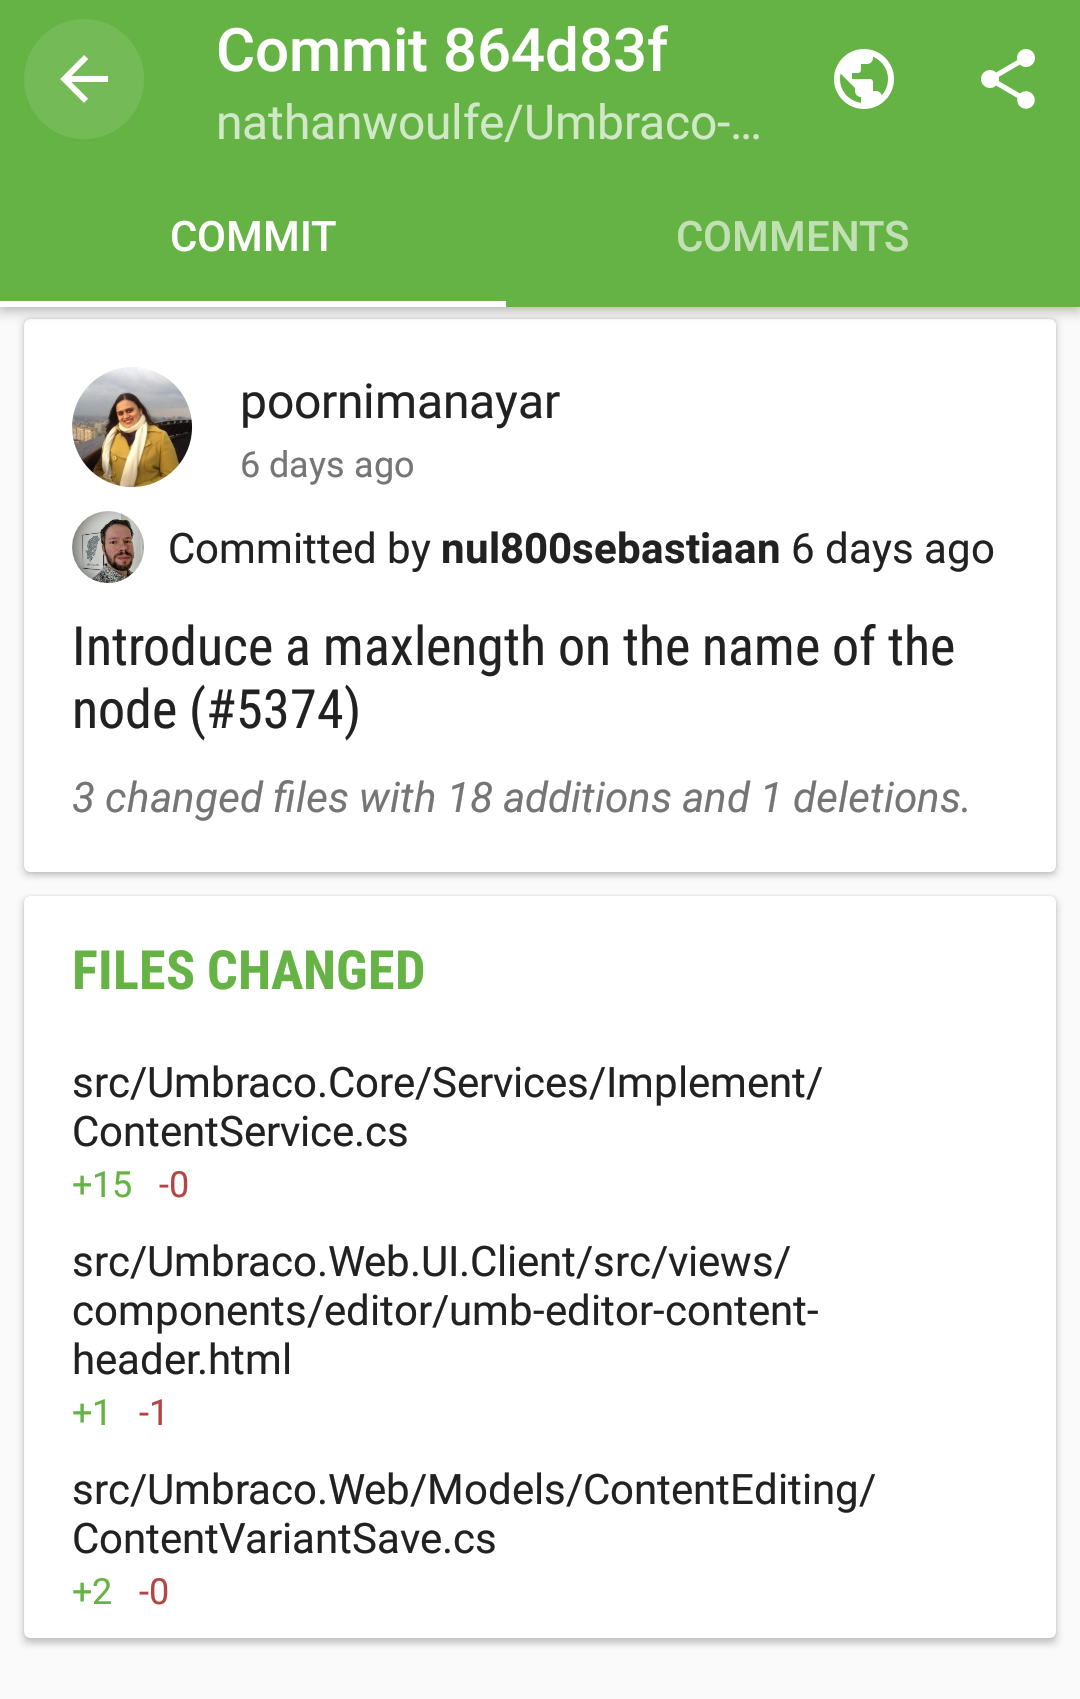 Commit 864d83f
nathanwoulfe/Umbraco-...
COMMIT
COMMENTS
poornimanayar
6 days ago
Committed by nul800sebastiaan 6 days ago
Introduce a maxlength on the name of the
node (#5374)
3 changed files with 18 additions and 1 deletions.
FILES CHANGED
src/Umbraco.Core/Services/Implement/
ContentService.cs
+15 -0
src/Umbraco.Web.UI.Client/src/views/
components/editor/umb-editor-content-
header.html
+1 -1
src/Umbraco.Web/Models/ContentEditing/
ContentVariantSave.cs
+2 -0